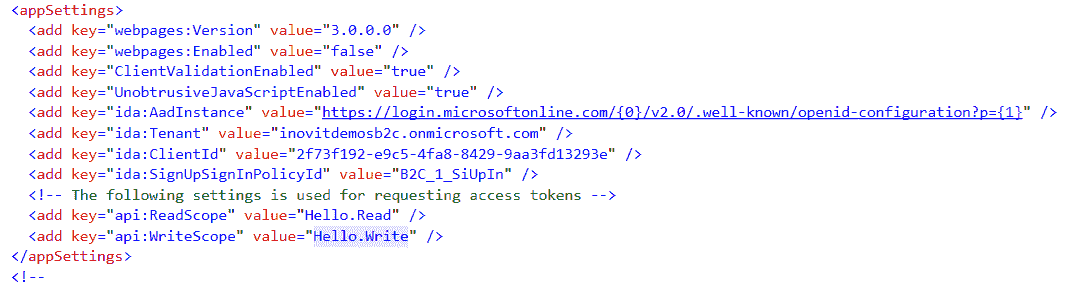 <appSettings>
<add key="webpages:Version" value="3.0.0.0" />
<add key="webpages:Enabled" value="false" />
<add key="ClientValidationEnabled" value="true" />
<add key="UnobtrusiveJavaScriptEnabled" value="true" />
<add key="ida:AadInstance" value="https://login.microsoftonline.com/{0}/v2.0/.well-known/openid-configuration?p={1}" />
<add key="ida:Tenant" value="inovitdemosb2c.onmicrosoft.com" />
<add key="ida:ClientId" value="2f73f192-e9c5-4fa8-8429-9aa3fd13293e" />
<add key="ida:SignUpSignInPolicyId" value="B2C_1_SiUpIn" />
<!-- The following settings is used for requesting access tokens -->
<add key="api:ReadScope" value="Hello.Read" />
<add key="api:WriteScope" value="Hello.Write" />
</appSettings>
<!--